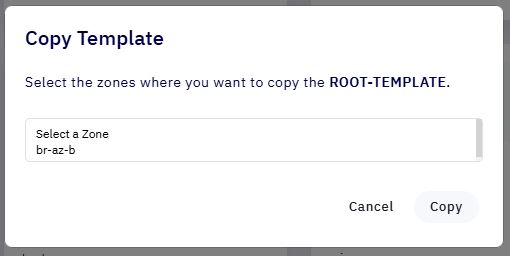 Copy Template
Select the zones where you want to copy the ROOT-TEMPLATE.
Select a Zone
br-az-b
Cancel
Copy